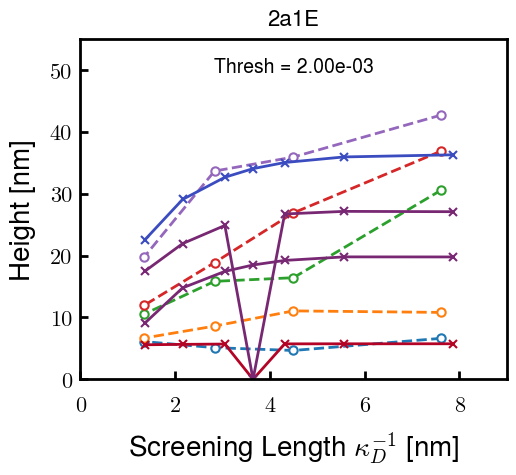 2a1E
Thresh = 2.00e-03
50
40
30
20
10
0
Height [nm]
0 2 4 6 8
Screening Length κ_D^{-1} [nm]